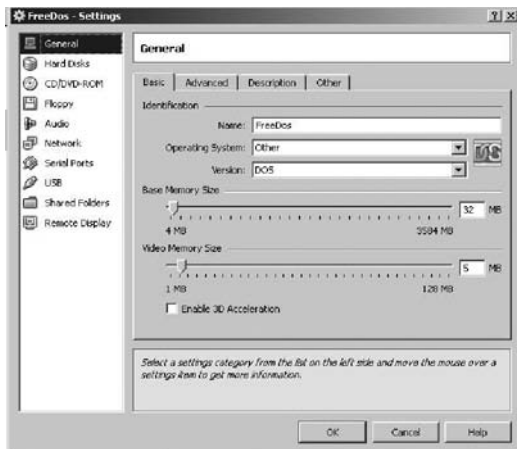 FreeDos - Settings
General
Hard Disks
CD/DVD-ROM
Floppy
Audio
Network
Serial Ports
USB
Shared Folders
Remote Display
General
Basic Advanced Description Other
Identification
Name: FreeDos
Operating System: Other
Version: DOS
Base Memory Size
32 MB
4 MB 3584 MB
Video Memory Size
5 MB
1 MB 128 MB
Enable 3D Acceleration
Select a settings category from the list on the left side and move the mouse over a
settings item to get more information.
OK Cancel Help